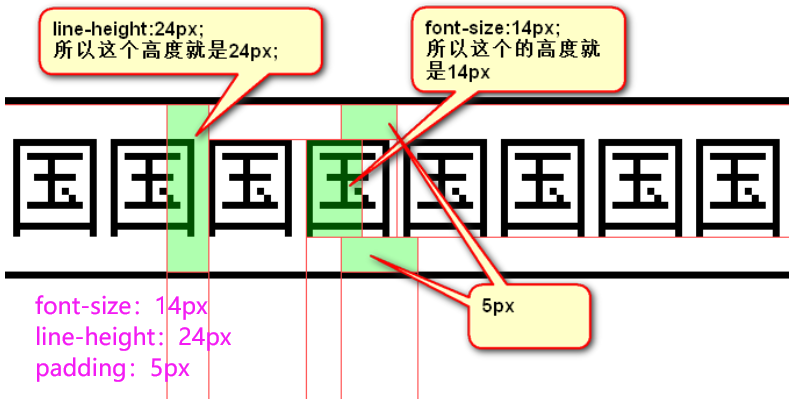 line-height:24px;
所以这个高度就是24px;
font-size:14px;
所以这个的高度就
是14px
国国国国国国国国
5px
font-size：14px
line-height：24px
padding：5px